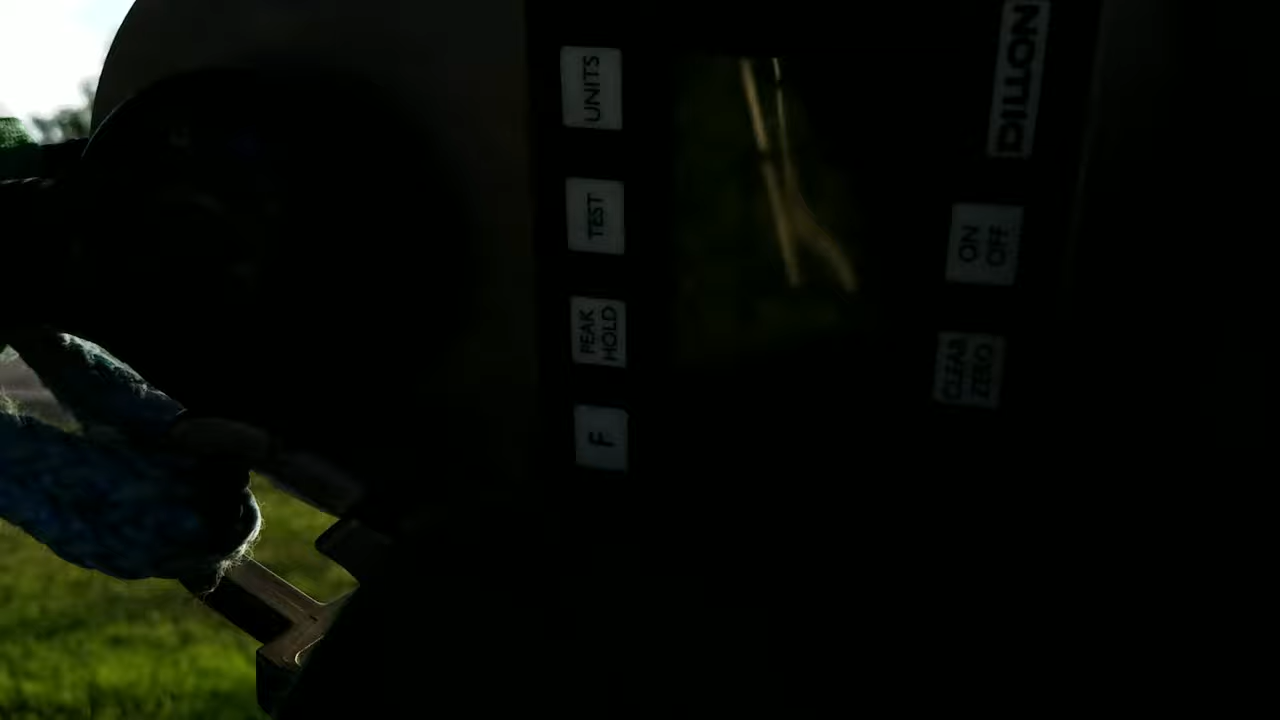 DILLON
UNITS
TEST
PEAK
HOLD
F
ON
OFF
CLEAR
ZERO